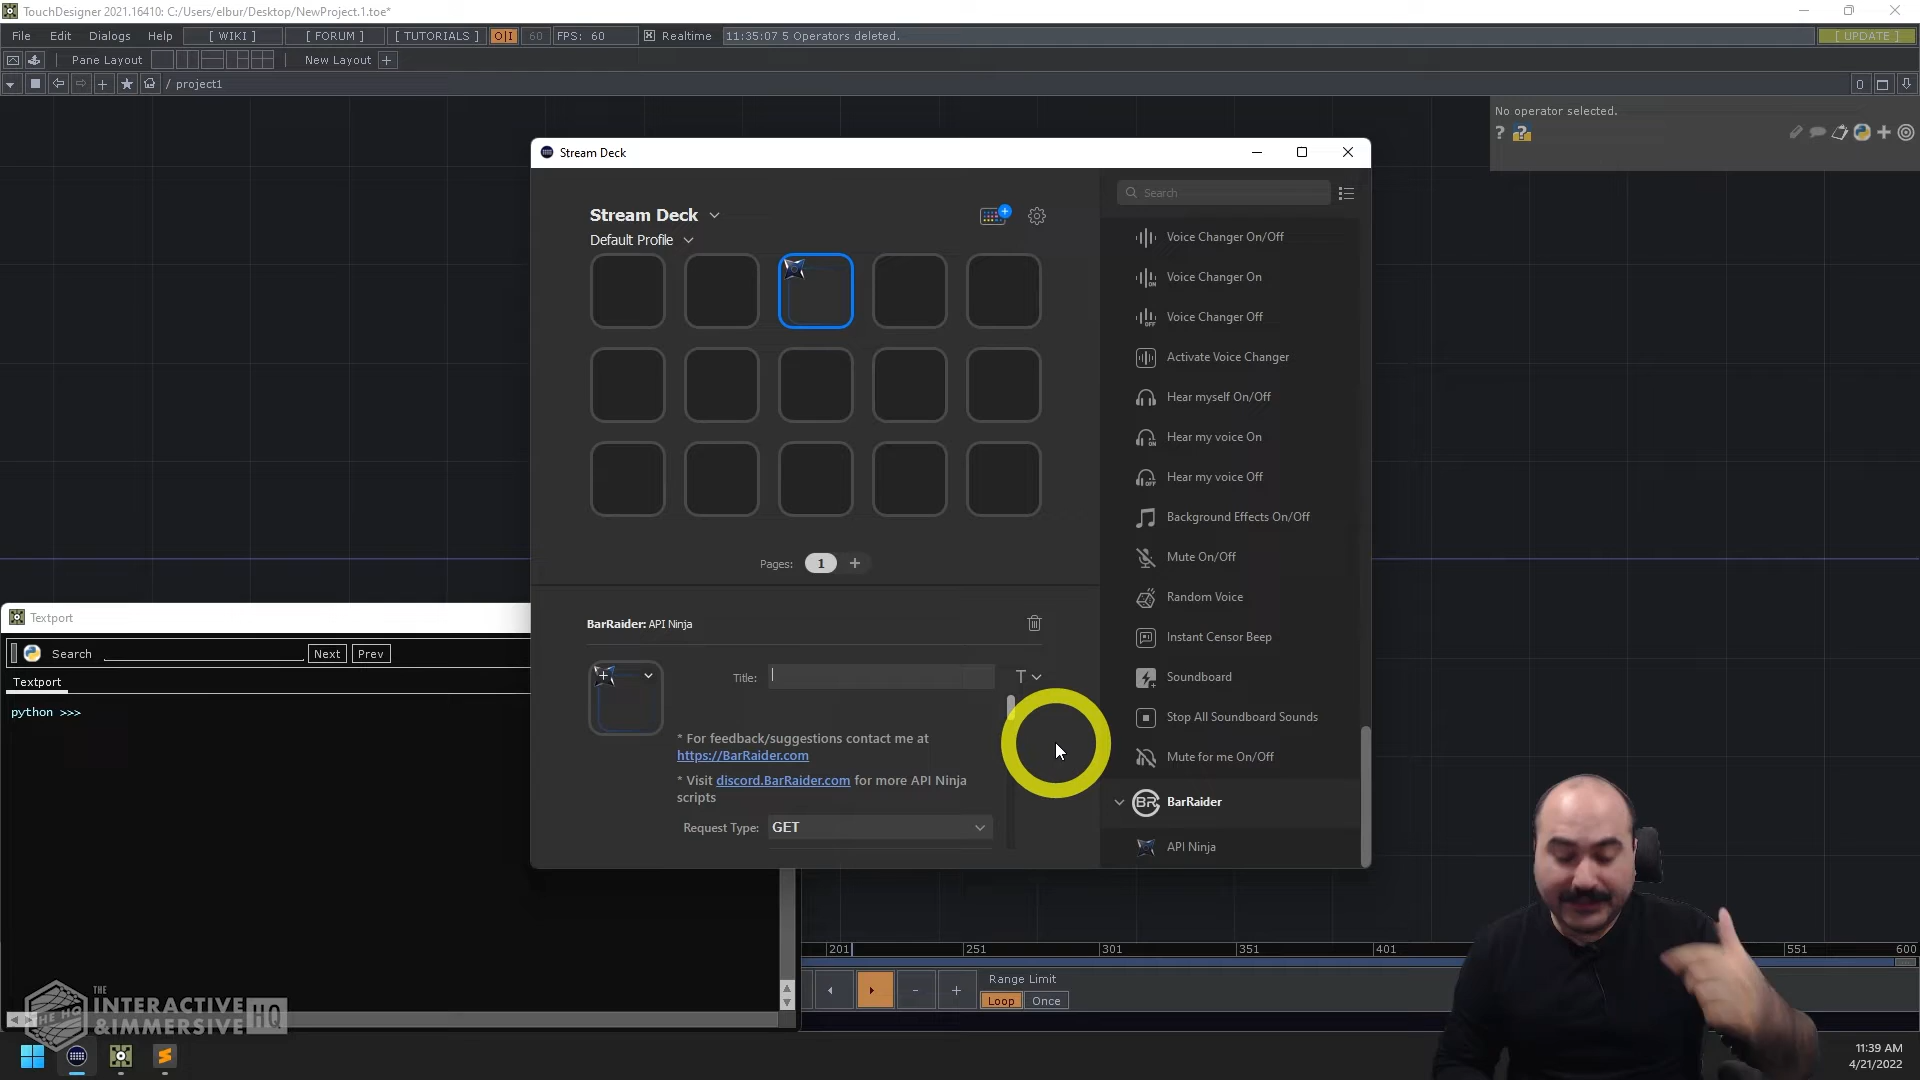 TouchDesigner 2021.16410: C:/Users/elbur/Desktop/NewProject.1.toe*
File Edit Dialogs Help [ WIKI ] [ FORUM ] [ TUTORIALS ] O|I 60 FPS: 60 Realtime 11:35:07 5 Operators deleted. [ UPDATE ]
Pane Layout New Layout +
/ project1 0
No operator selected.
Stream Deck
Search
Stream Deck
Default Profile
Voice Changer On/Off
Voice Changer On
Voice Changer Off
Activate Voice Changer
Hear myself On/Off
Hear my voice On
Hear my voice Off
Background Effects On/Off
Mute On/Off
Random Voice
Instant Censor Beep
Soundboard
Stop All Soundboard Sounds
Mute for me On/Off
BR BarRaider
API Ninja
Pages: 1 +
BarRaider: API Ninja
Title: T
* For feedback/suggestions contact me at
https://BarRaider.com
* Visit discord.BarRaider.com for more API Ninja
scripts
Request Type: GET
Textport
Search Next Prev
Textport
python >>>
201 251 301 351 401 551 600
Range Limit
- + Loop Once
THE
INTERACTIVE
&IMMERSIVE HQ
THE HQ
11:39 AM
4/21/2022